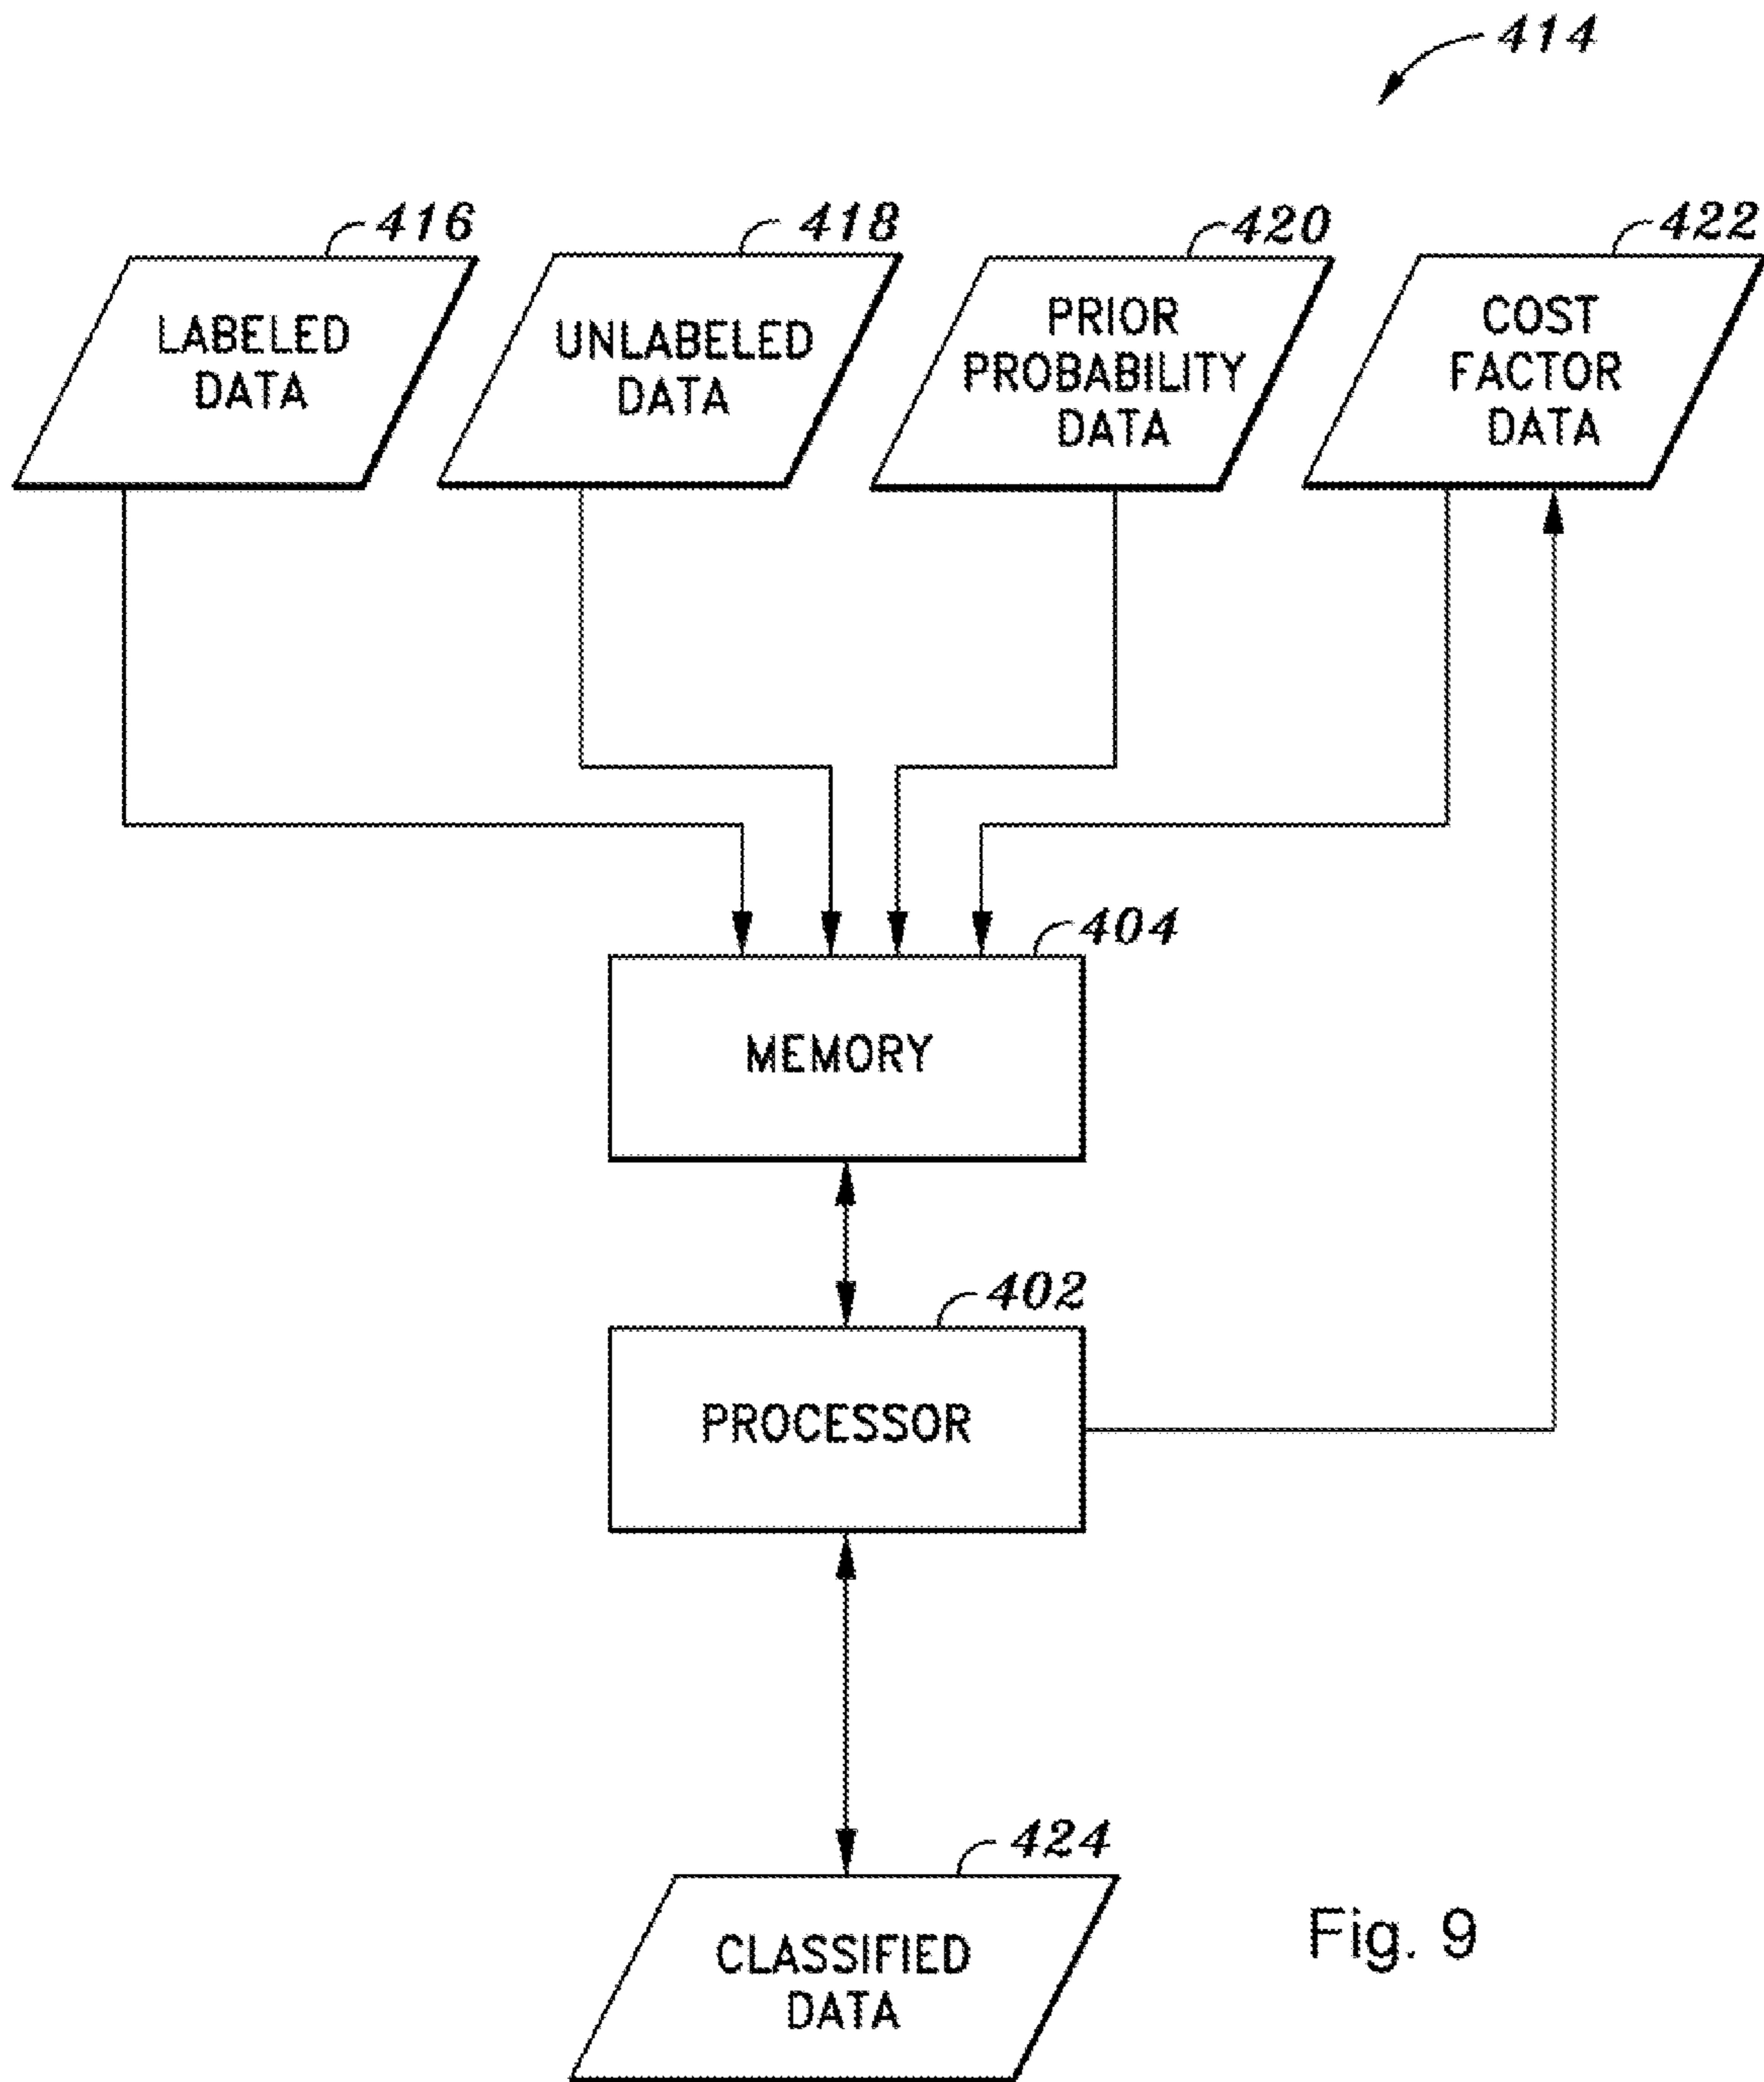 414
416
418
420
422
LABELED
DATA
UNLABELED
DATA
PRIOR
PROBABILITY
DATA
COST
FACTOR
DATA
404
MEMORY
402
PROCESSOR
424
CLASSIFIED
DATA
Fig. 9